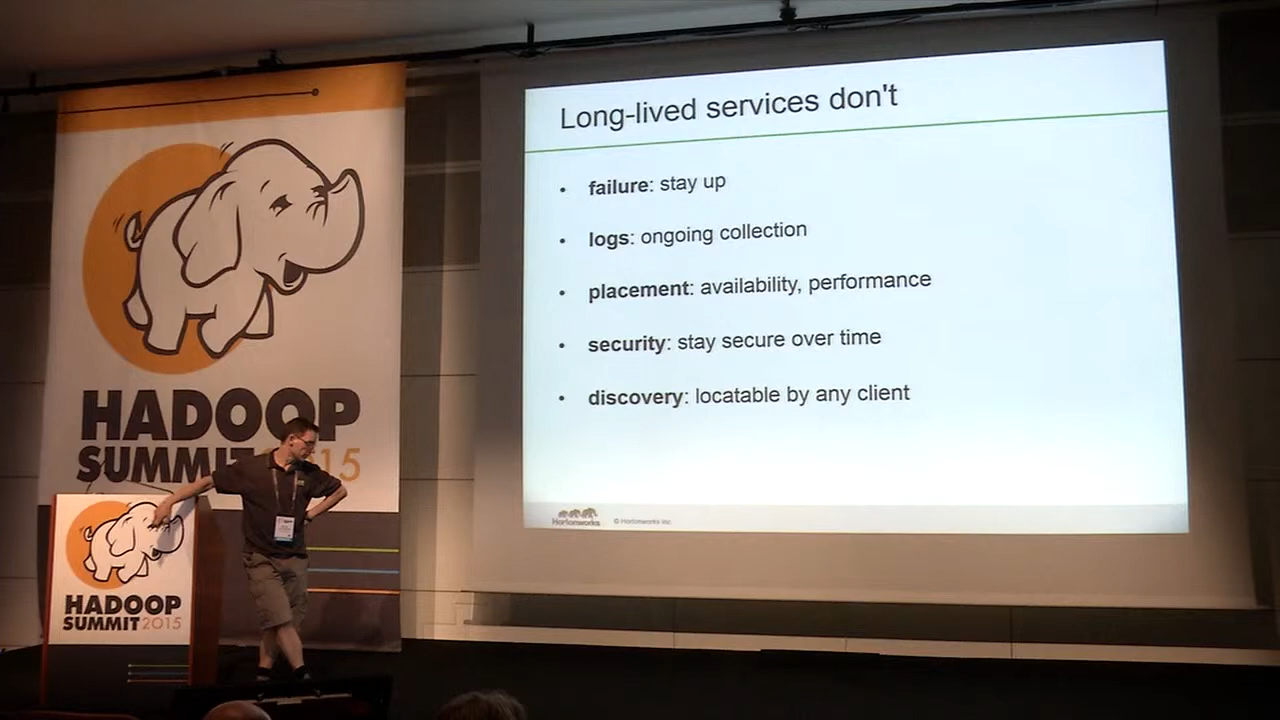 HADOOP
SUMMIT 2015
HADOOP
SUMMIT 2015
Long-lived services don't
• failure: stay up
• logs: ongoing collection
• placement: availability, performance
• security: stay secure over time
• discovery: locatable by any client
Hortonworks
© Hortonworks Inc.